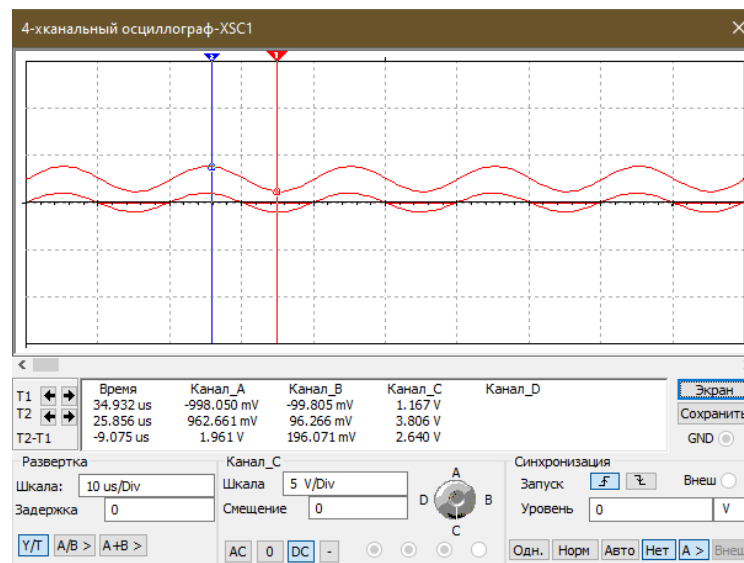 4-хканальный осциллограф-XSC1
2 1
Время Канал_A Канал_B Канал_C Канал_D
T1 34.932 us -998.050 mV -99.805 mV 1.167 V
T2 25.856 us 962.661 mV 96.266 mV 3.806 V
T2-T1 -9.075 us 1.961 V 196.071 mV 2.640 V
Экран
Сохранить
GND
Развертка
Шкала: 10 us/Div
Задержка 0
Y/T A/B > A+B >
Канал_C
Шкала 5 V/Div
Смещение 0
A
D B
C
AC 0 DC -
Синхронизация
Запуск Внеш
Уровень 0 V
Одн. Норм Авто Нет A > Внеш